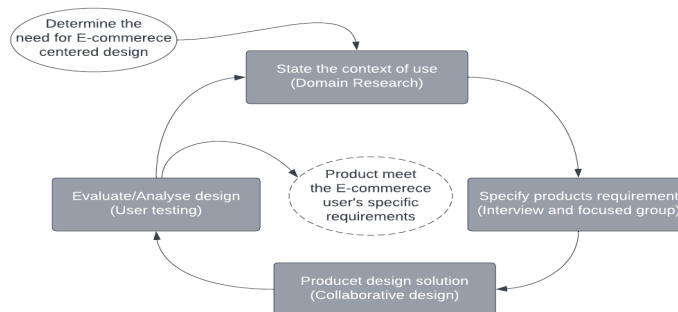 Determine the
need for E-commerece
centered design
State the context of use
(Domain Research)
Product meet
the E-commerece
user's specific
requirements
Evaluate/Analyse design
(User testing)
Specify products requirement
(Interview and focused group)
Producet design solution
(Collaborative design)